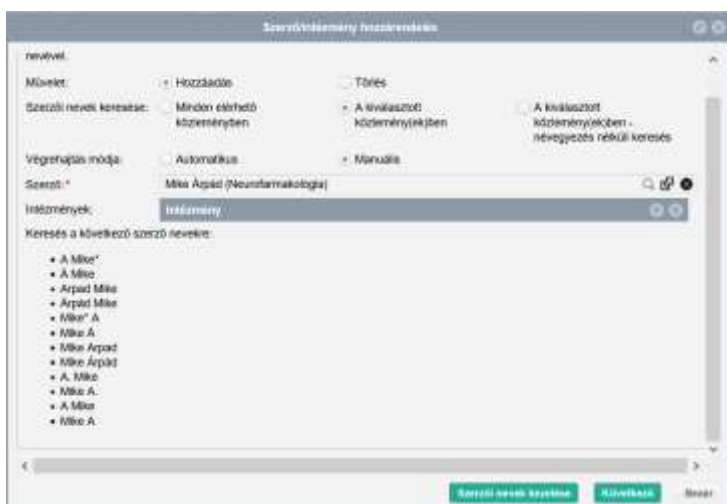 Szerző/Intézmény hozzárendelés
nevével.
Művelet: Hozzáadás Törlés
Szerzői nevek keresése: Minden elérhető A kiválasztott A kiválasztott
közleményben közlemény(ek)ben közlemény(ek)ben -
névegyezés nélküli keresés
Végrehajtás módja: Automatikus Manuális
Szerző:* Mike Árpád (Neurofarmakológia)
Intézmények: Intézmény
Keresés a következő szerző nevekre:
A Mike*
Á Mike
Arpad Mike
Árpád Mike
Mike* A
Mike Á
Mike Arpad
Mike Árpád
A. Mike
Mike A.
A Mike
Mike A
Szerzői nevek kezelése Következő Bezár